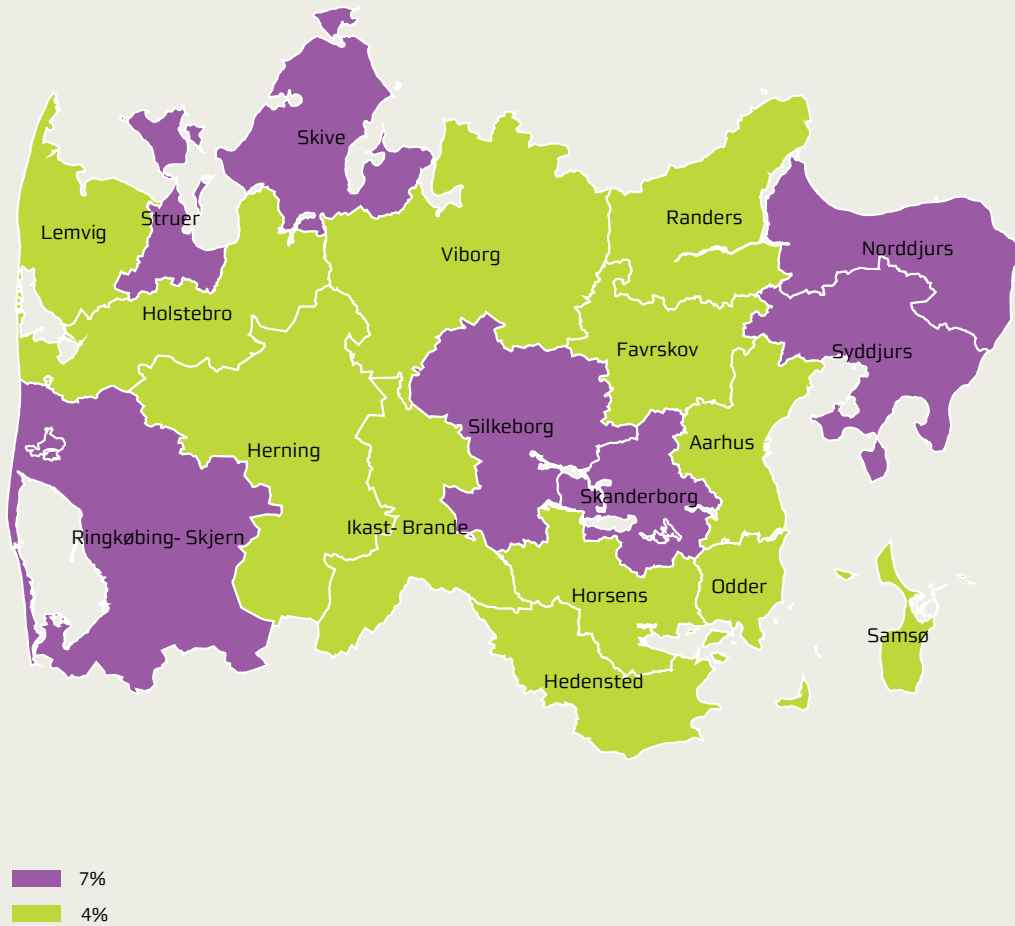 Skive
Lemvig
Struer
Randers
Viborg
Norddjurs
Holstebro
Favrskov
Syddjurs
Silkeborg
Aarhus
Herning
Skanderborg
Ikast- Brande
Ringkøbing- Skjern
Horsens
Odder
Samsø
Hedensted
7%
4%